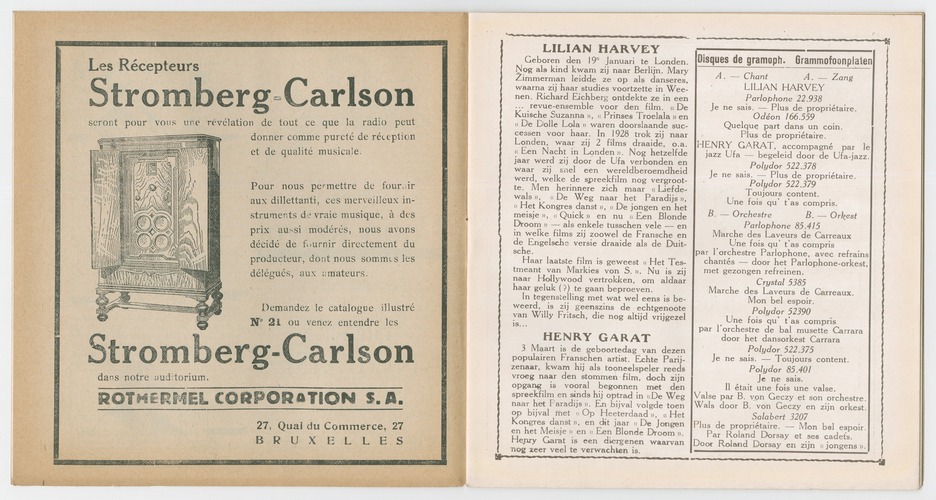 Les Récepteurs
Stromberg-Carlson
seront pour vous une révélation de tout ce que la radio peut
donner comme pureté de réception
et de qualité musicale.
Pour nous permettre de fournir
aux dillettanti, ces merveilleux in-
struments de vraie musique, à des
prix aussi modérés, nous avons
décidé de fournir directement du
producteur, dont nous sommes les
délégués, aux amateurs.
Demandez le catalogue illustré
N° 21 ou venez entendre les
Stromberg-Carlson
dans notre auditorium.
ROTHERMEL CORPORATION S. A.
27, Quai du Commerce, 27
BRUXELLES
LILIAN HARVEY
Geboren den 19e Januari te Londen.
Nog als kind kwam zij naar Berlijn. Mary
Zimmerman leidde ze op als danseres,
waarna zij haar studies voortzette in Wee-
nen. Richard Eichberg ontdekte ze in een
... revue-ensemble voor den film. « De
Kuische Suzanna », « Prinses Troelala » en
« De Dolle Lola » waren doorslaande suc-
cessen voor haar. In 1928 trok zij naar
Londen, waar zij 2 films draaide, o.a.
« Een Nacht in Londen ». Nog hetzelfde
jaar werd zij door de Ufa verbonden en
waar zij snel een wereldberoemdheid
werd, welke de spreekfilm nog vergroot-
te. Men herinnere zich maar « Liefde-
wals », « De Weg naar het Paradijs »,
« Het Kongres danst », « De jongen en het
meisje », « Quick » en nu « Een Blonde
Droom » — als enkele tusschen vele — en
in welke films zij zoowel de Fransche en
de Engelsche versie draaide als de Duit-
sche.
Haar laatste film is geweest « Het Tes-
tmeant van Markies von S. ». Nu is zij
naar Hollywood vertrokken, om aldaar
haar geluk (?) te gaan beproeven.
In tegenstelling met wat wel eens is be-
weerd, is zij geenszins de echtgenoote
van Willy Fritsch, die nog altijd vrijgezel
is...
HENRY GARAT
3 Maart is de geboortedag van dezen
populairen Franschen artist. Echte Parij-
zenaar, kwam hij als tooneelspeler reeds
vroeg naar den stommen film, doch zijn
opgang is vooral begonnen met den
spreekfilm en sinds hij optrad in «De Weg
naar het Paradijs». En bijval volgde toen
op bijval met «Op Heeterdaad», «Het
Kongres danst», en dit jaar «De Jongen
en het Meisje» en «Een Blonde Droom».
Henry Garat is een diergenen waarvan
nog zeer veel te verwachten is.
Disques de gramoph. Grammofoonplaten
A. — Chant A. — Zang
LILIAN HARVEY
Parlophone 22.938
Je ne sais. — Plus de propriétaire.
Odéon 166.559
Quelque part dans un coin.
Plus de propriétaire.
HENRY GARAT, accompagné par le
jazz Ufa — begeleid door de Ufa-jazz.
Polydor 522.378
Je ne sais. — Plus de propriétaire.
Polydor 522.379
Toujours content.
Une fois qu' t'as compris.
B. — Orchestre B. — Orkest
Parlophone 85.415
Marche des Laveurs de Carreaux
Une fois qu' t'as compris
par l'orchestre Parlophone, avec refrains
chantés — door het Parlophone-orkest,
met gezongen refreinen.
Crystal 5385
Marche des Laveurs de Carreaux.
Mon bel espoir.
Polydor 52390
Une fois qu' t'as compris
par l'orchestre de bal musette Carrara
door het dansorkest Carrara
Polydor 522.375
Je ne sais. — Toujours content.
Polydor 85.401
Je ne sais.
Il était une fois une valse.
Valse par B. von Geczy et son orchestre.
Wals door B. von Geczy en zijn orkest.
Salabert 3207
Plus de propriétaire. — Mon bel espoir.
Par Roland Dorsay et ses cadets.
Door Roland Dorsay en zijn «jongens».